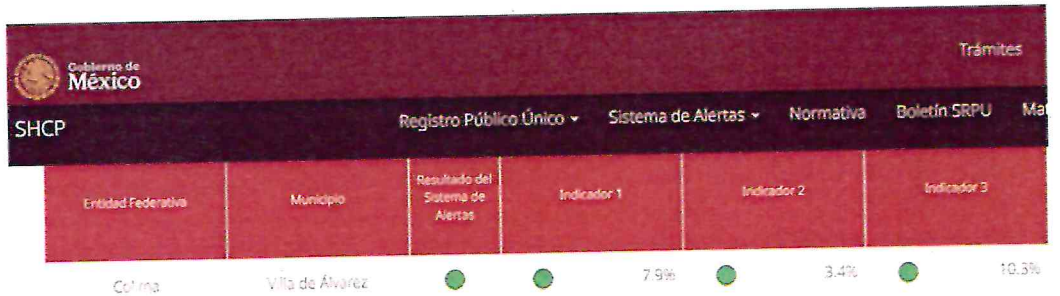 Trámites
Gobierno de
México
SHCP
Registro Público Único
Sistema de Alertas
Normativa
Boletín SRPU
Entidad Federativa
Municipio
Resultado del
Sistema de
Alertas
Indicador 1
Indicador 2
Indicador 3
Colima
Villa de Álvarez
7.9%
3.4%
10.3%